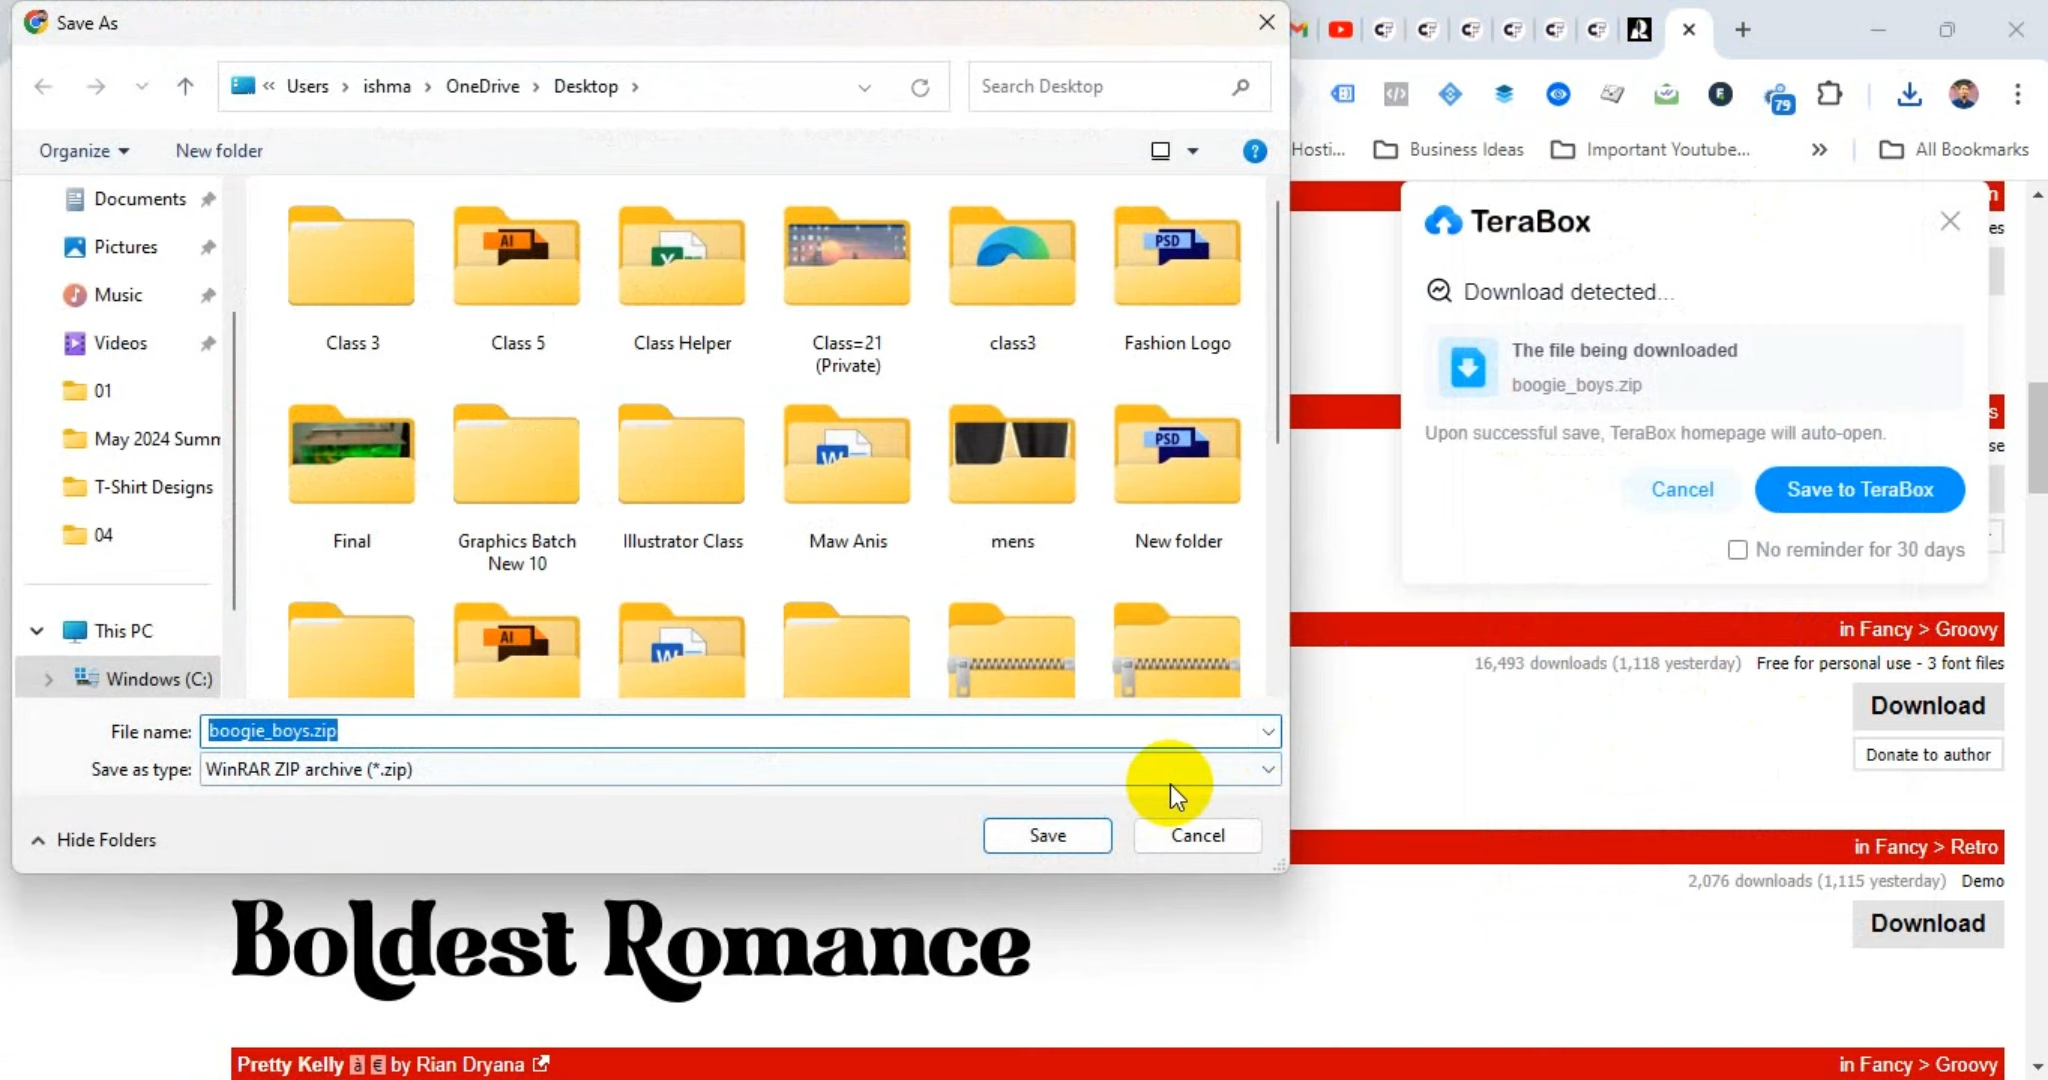 Save As
Users
ishma
OneDrive
Desktop
Search Desktop
Organize
New folder
Documents
Pictures
Music
Videos
01
May 2024 Summ
T-Shirt Designs
04
This PC
Windows (C:)
Class 3
Class 5
Class Helper
Class=21
(Private)
class3
Fashion Logo
Final
Graphics Batch
New 10
Illustrator Class
Maw Anis
mens
New folder
File name: boogie_boys.zip
Save as type: WinRAR ZIP archive (*.zip)
Hide Folders
Save
Cancel
79
Hosti...
Business Ideas
Important Youtube...
All Bookmarks
TeraBox
Download detected...
The file being downloaded
boogie_boys.zip
Upon successful save, TeraBox homepage will auto-open.
Cancel
Save to TeraBox
No reminder for 30 days
in Fancy > Groovy
16,493 downloads (1,118 yesterday) Free for personal use - 3 font files
Download
Donate to author
in Fancy > Retro
2,076 downloads (1,115 yesterday) Demo
Download
Boldest Romance
Pretty Kelly à € by Rian Dryana
in Fancy > Groovy